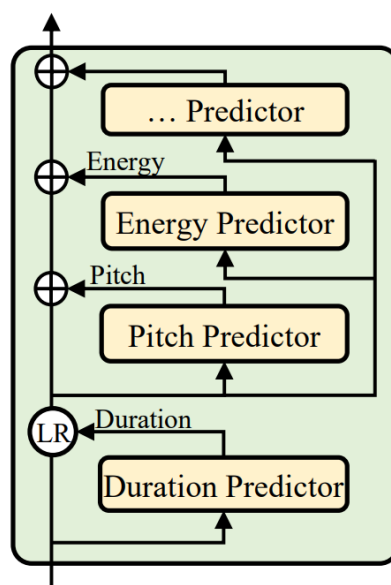 … Predictor
Energy
Energy Predictor
Pitch
Pitch Predictor
Duration
LR
Duration Predictor